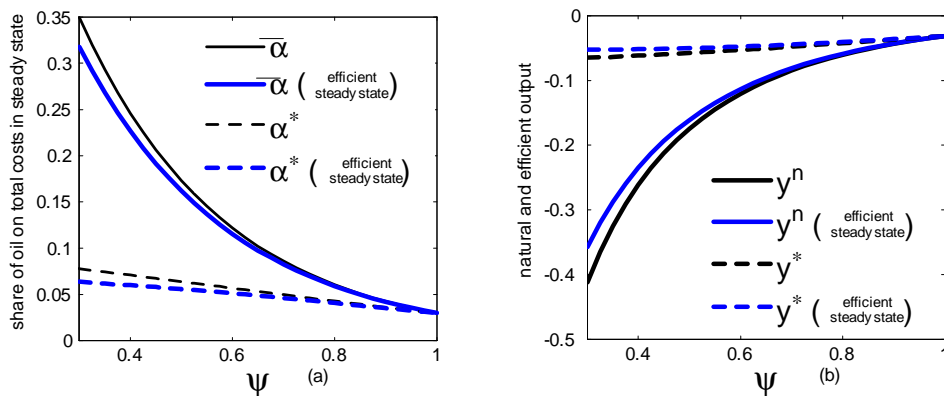 share of oil on total costs in steady state
0.35
0.3
0.25
0.2
0.15
0.1
0.05
0
0.4
0.6
0.8
1
ψ
(a)
α̅
α̅ ( efficient steady state )
α*
α* ( efficient steady state )
natural and efficient output
-0
-0.1
-0.2
-0.3
-0.4
-0.5
0.4
0.6
0.8
1
ψ
(b)
yⁿ
yⁿ ( efficient steady state )
y*
y* ( efficient steady state )